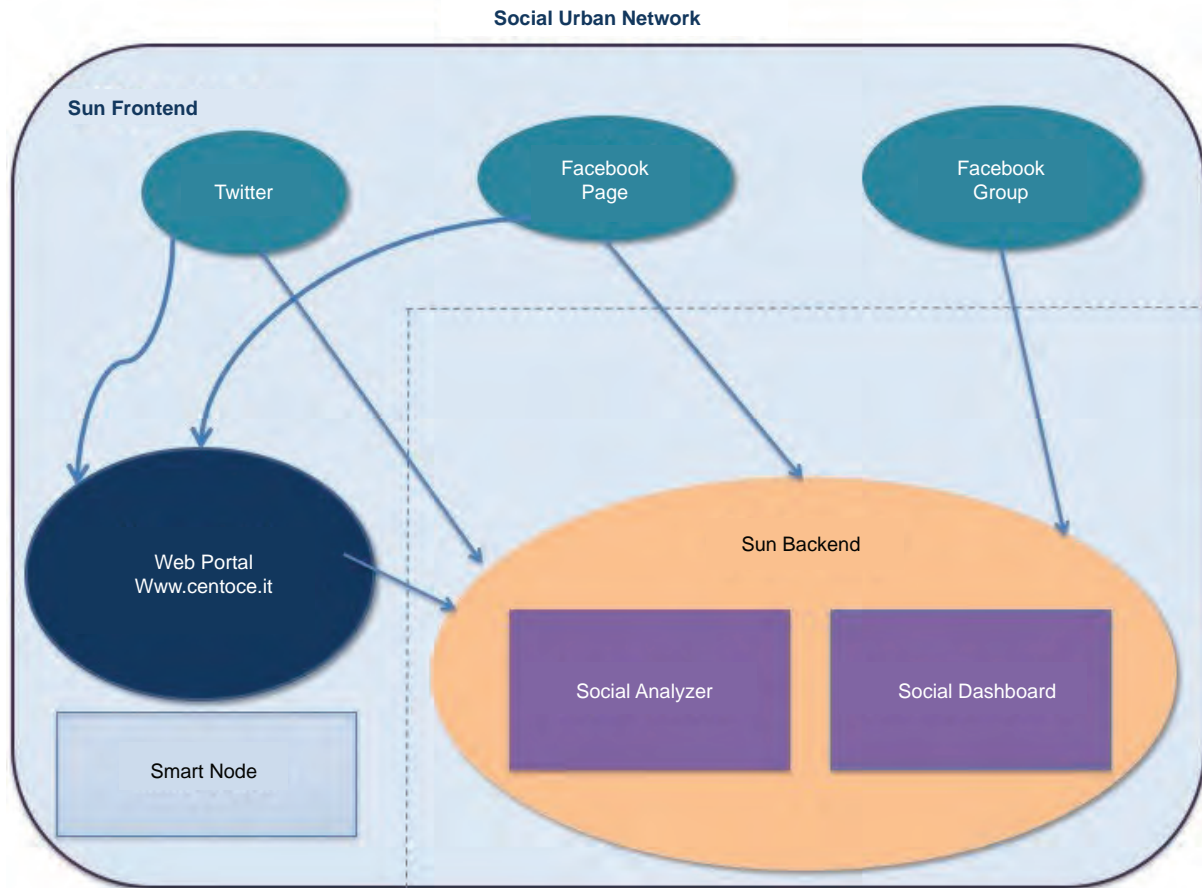 Social Urban Network
Sun Frontend
Twitter
Facebook
Page
Facebook
Group
Web Portal
Www.centoce.it
Sun Backend
Social Analyzer
Social Dashboard
Smart Node